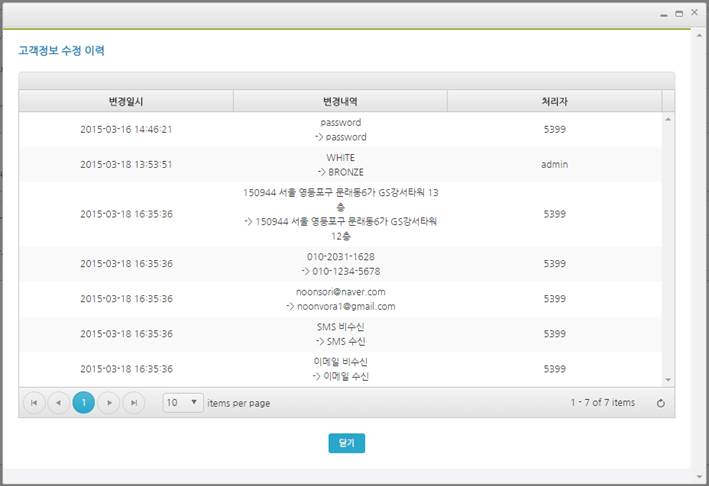 고객정보 수정 이력
변경일시 변경내역 처리자
2015-03-16 14:46:21 password -> password 5399
2015-03-18 13:53:51 WHITE -> BRONZE admin
2015-03-18 16:35:36 150944 서울 영등포구 문래동6가 GS강서타워 13층 -> 150944 서울 영등포구 문래동6가 GS강서타워 12층 5399
2015-03-18 16:35:36 010-2031-1628 -> 010-1234-5678 5399
2015-03-18 16:35:36 noonsori@naver.com -> noonvora1@gmail.com 5399
2015-03-18 16:35:36 SMS 비수신 -> SMS 수신 5399
2015-03-18 16:35:36 이메일 비수신 -> 이메일 수신 5399
1 10 items per page 1 - 7 of 7 items
닫기